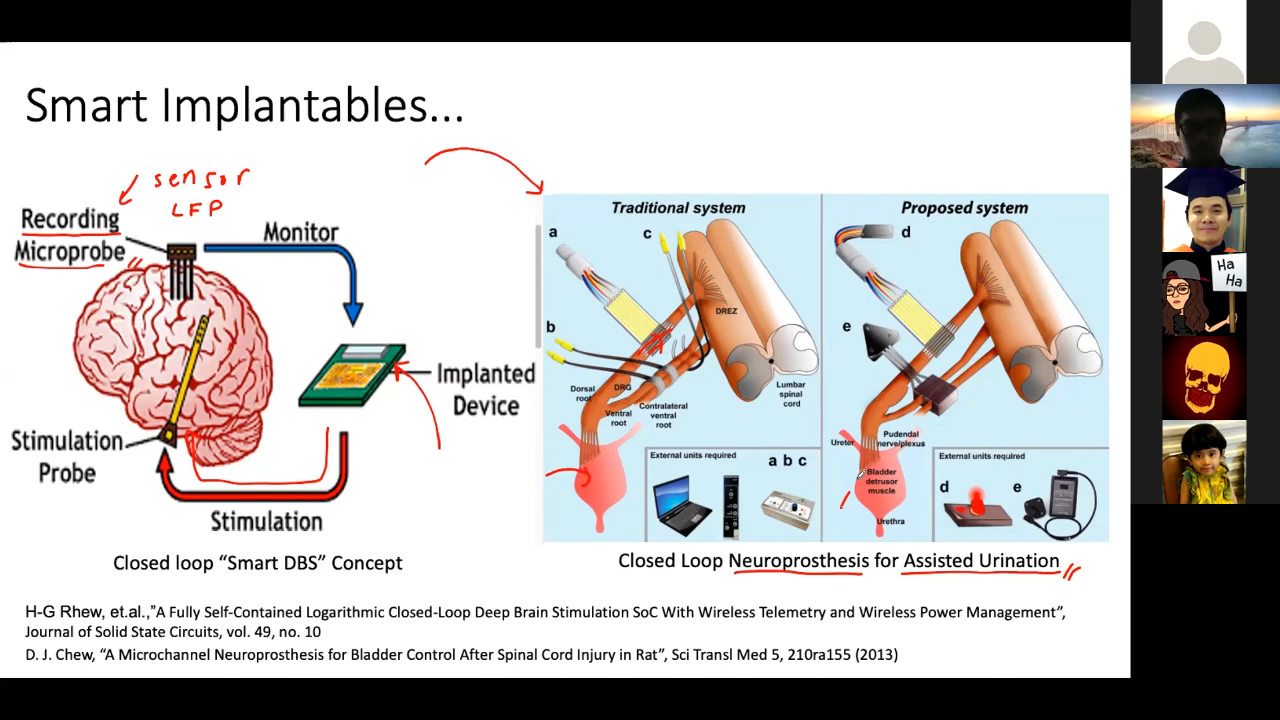 Smart Implantables...
sensor
LFP
Recording
Microprobe
Monitor
Implanted
Device
Stimulation
Probe
Stimulation
Closed loop “Smart DBS” Concept
Traditional system
a
c
b
DREZ
Dorsal
root
DRG
Ventral
root
Contralateral
ventral
root
Lumbar
spinal
cord
External units required
a b c
Proposed system
d
e
Ureter
Pudendal
nerve/plexus
Bladder
detrusor
muscle
Urethra
External units required
d
e
Closed Loop Neuroprosthesis for Assisted Urination
H-G Rhew, et.al.,”A Fully Self-Contained Logarithmic Closed-Loop Deep Brain Stimulation SoC With Wireless Telemetry and Wireless Power Management”,
Journal of Solid State Circuits, vol. 49, no. 10
D. J. Chew, “A Microchannel Neuroprosthesis for Bladder Control After Spinal Cord Injury in Rat”, Sci Transl Med 5, 210ra155 (2013)
Ha
Ha